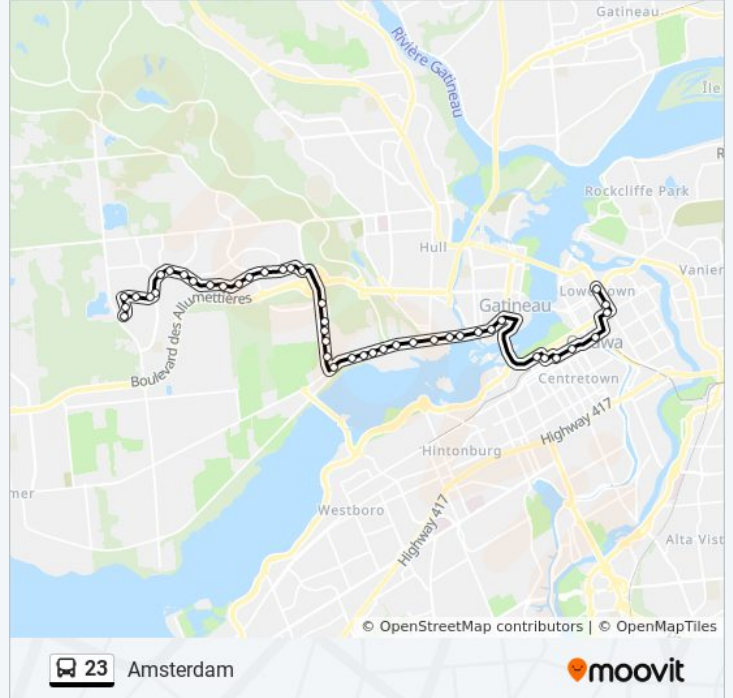 Gatineau
Rivière Gatineau
Île
R
Rockcliffe Park
Hull
Vanier
Lowertown
Gatineau
Boulevard des Allumettières
Centretown
Highway 417
Hintonburg
mer
Westboro
Highway 417
Alta Vist
© OpenStreetMap contributors | © OpenMapTiles
23 Amsterdam
moovit